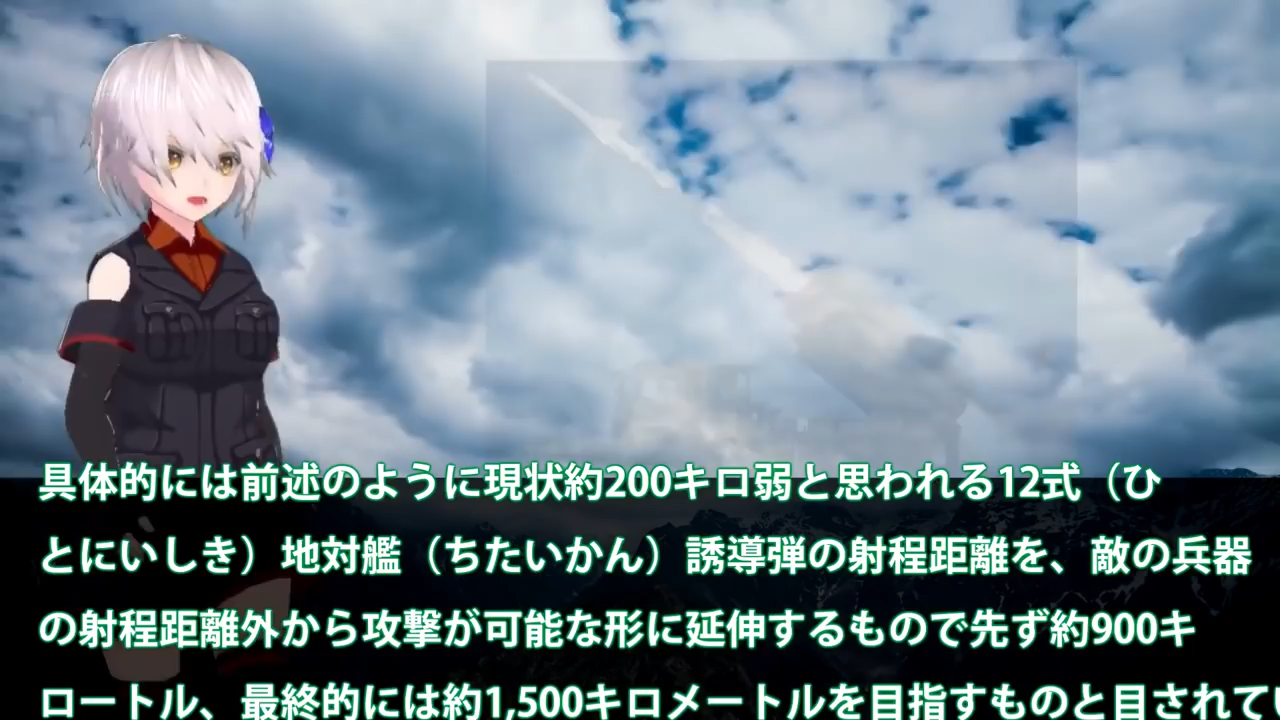 具体的には前述のように現状約200キロ弱と思われる12式（ひ
とにいしき）地対艦（ちたいかん）誘導弾の射程距離を、敵の兵器
の射程距離外から攻撃が可能な形に延伸するもので先ず約900キ
ロートル、最終的には約1,500キロメートルを目指すものと目されてい